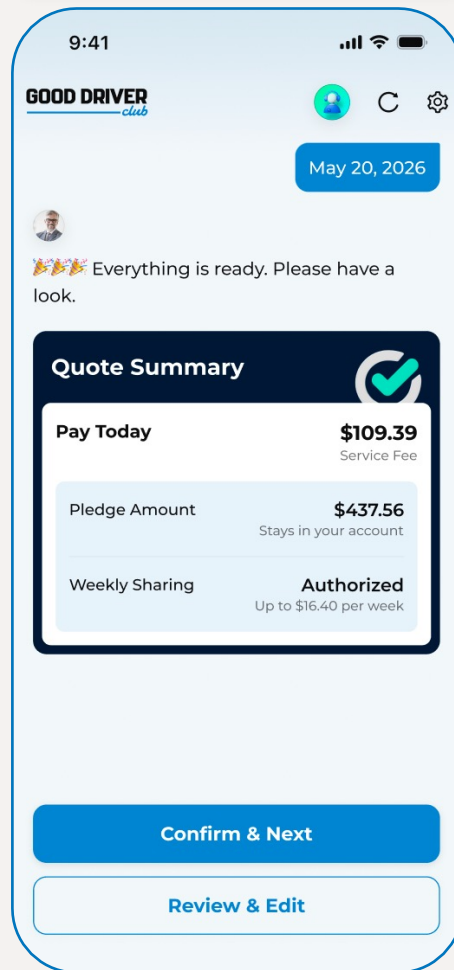 9:41
GOOD DRIVER
club
May 20, 2026
🎉🎉🎉 Everything is ready. Please have a
look.
Quote Summary
Pay Today
$109.39
Service Fee
Pledge Amount
$437.56
Stays in your account
Weekly Sharing
Authorized
Up to $16.40 per week
Confirm & Next
Review & Edit